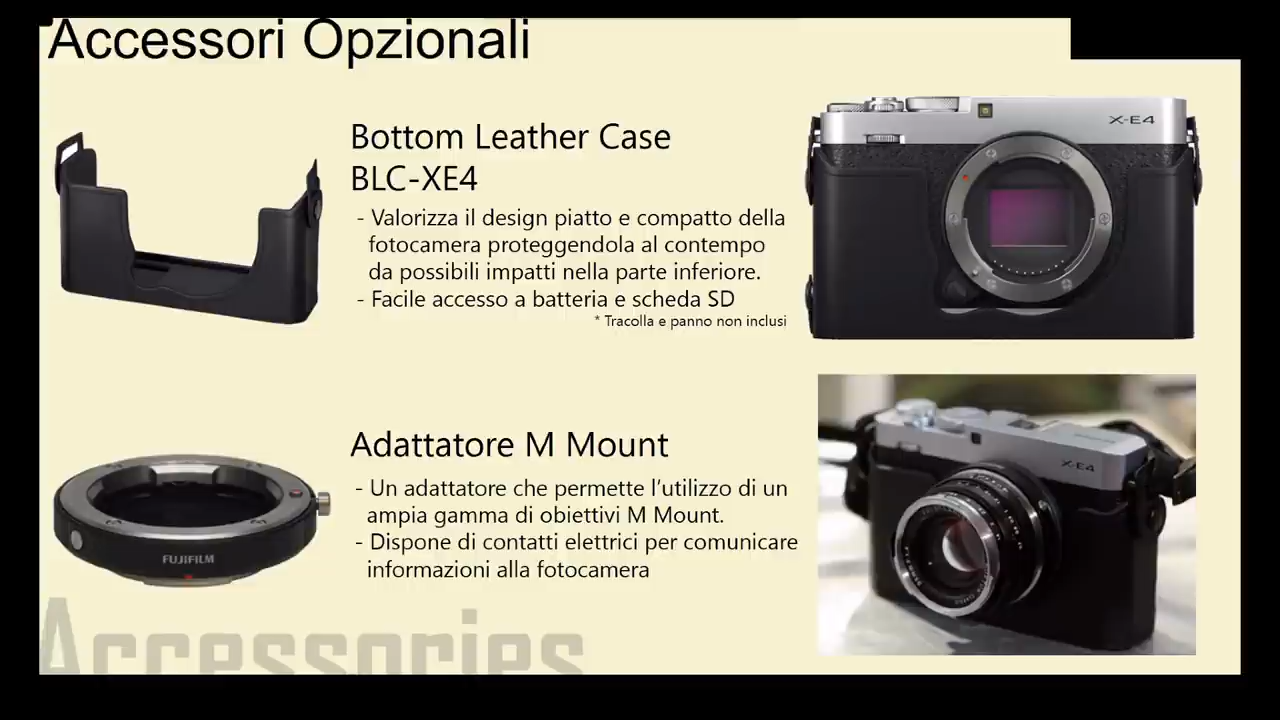 Accessori Opzionali
Bottom Leather Case
BLC-XE4
- Valorizza il design piatto e compatto della
fotocamera proteggendola al contempo
da possibili impatti nella parte inferiore.
- Facile accesso a batteria e scheda SD
* Tracolla e panno non inclusi
X-E4
Adattatore M Mount
- Un adattatore che permette l'utilizzo di un
ampia gamma di obiettivi M Mount.
- Dispone di contatti elettrici per comunicare
informazioni alla fotocamera
FUJIFILM
X-E4
Accessories